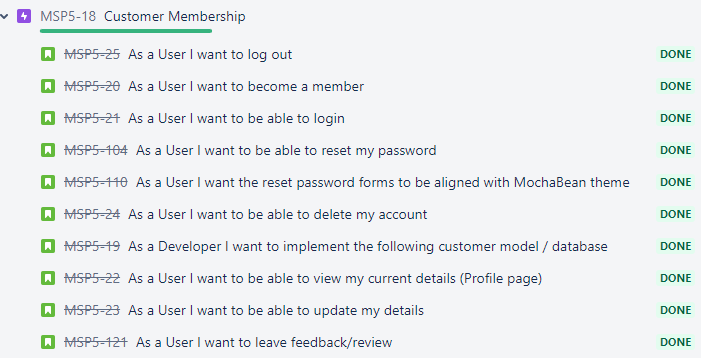 MSP5-18 Customer Membership
MSP5-25 As a User I want to log out DONE
MSP5-20 As a User I want to become a member DONE
MSP5-21 As a User I want to be able to login DONE
MSP5-104 As a User I want to be able to reset my password DONE
MSP5-110 As a User I want the reset password forms to be aligned with MochaBean theme DONE
MSP5-24 As a User I want to be able to delete my account DONE
MSP5-19 As a Developer I want to implement the following customer model / database DONE
MSP5-22 As a User I want to be able to view my current details (Profile page) DONE
MSP5-23 As a User I want to be able to update my details DONE
MSP5-121 As a User I want to leave feedback/review DONE